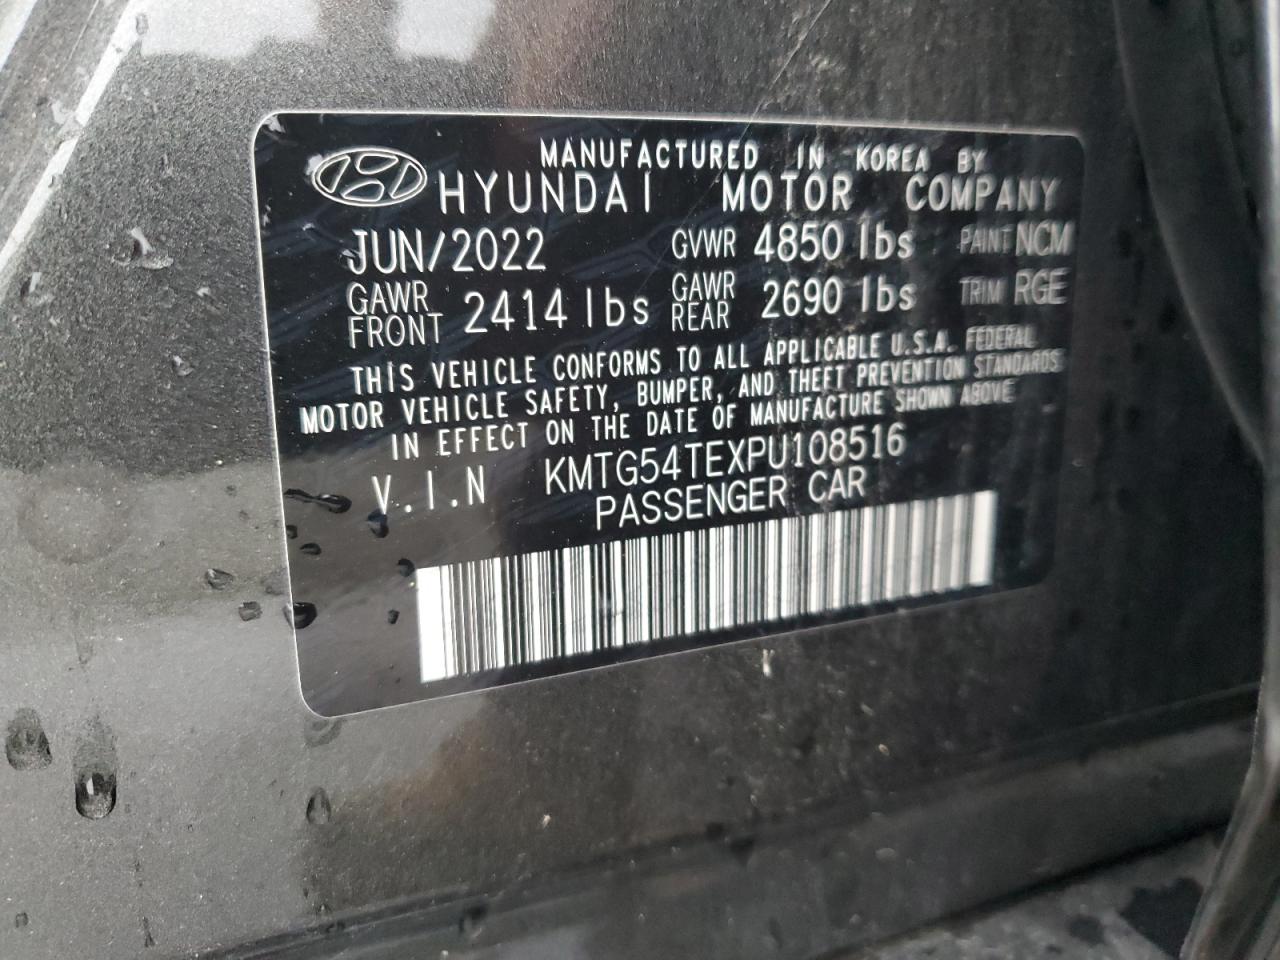 MANUFACTURED IN KOREA BY
HYUNDAI MOTOR COMPANY
JUN/2022 GVWR 4850 lbs PAINT NCM
GAWR FRONT 2414 lbs GAWR REAR 2690 lbs TRIM RGE
THIS VEHICLE CONFORMS TO ALL APPLICABLE U.S.A. FEDERAL
MOTOR VEHICLE SAFETY, BUMPER, AND THEFT PREVENTION STANDARDS
IN EFFECT ON THE DATE OF MANUFACTURE SHOWN ABOVE
V.I.N KMTG54TEXPU108516
PASSENGER CAR